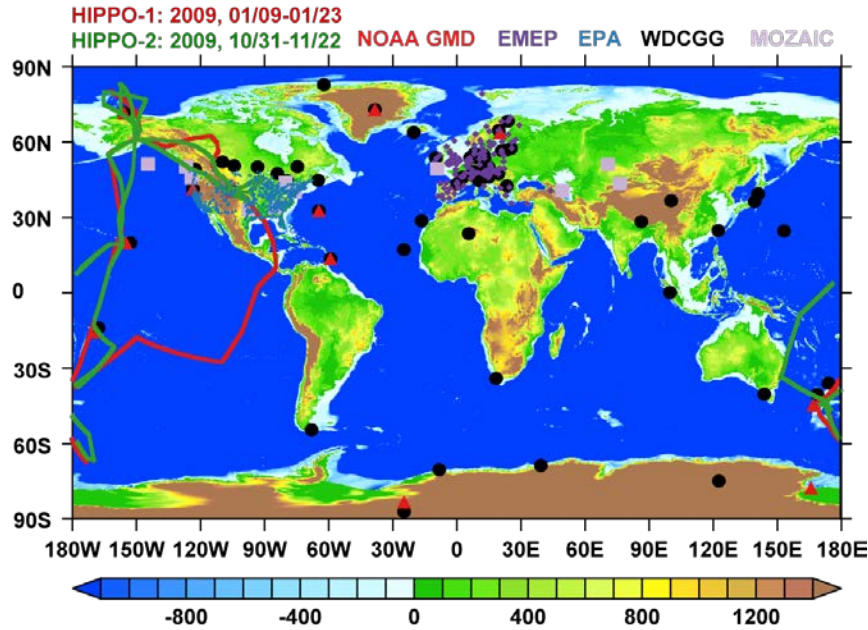 HIPPO-1: 2009, 01/09-01/23
HIPPO-2: 2009, 10/31-11/22 NOAA GMD EMEP EPA WDCGG MOZAIC
90N
60N
30N
0
30S
60S
90S
180W 150W 120W 90W 60W 30W 0 30E 60E 90E 120E 150E 180E
-800 -400 0 400 800 1200